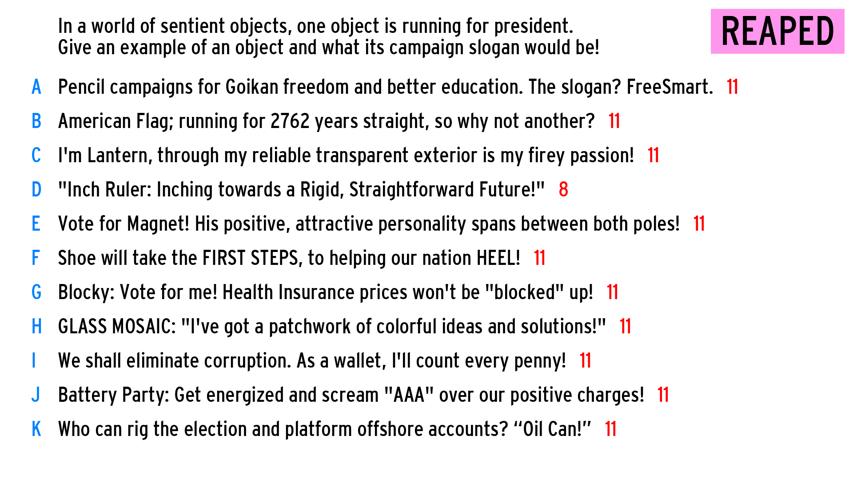 In a world of sentient objects, one object is running for president.
Give an example of an object and what its campaign slogan would be!
REAPED
A Pencil campaigns for Goikan freedom and better education. The slogan? FreeSmart. 11
B American Flag; running for 2762 years straight, so why not another? 11
C I'm Lantern, through my reliable transparent exterior is my firey passion! 11
D "Inch Ruler: Inching towards a Rigid, Straightforward Future!" 8
E Vote for Magnet! His positive, attractive personality spans between both poles! 11
F Shoe will take the FIRST STEPS, to helping our nation HEEL! 11
G Blocky: Vote for me! Health Insurance prices won't be "blocked" up! 11
H GLASS MOSAIC: "I've got a patchwork of colorful ideas and solutions!" 11
I We shall eliminate corruption. As a wallet, I'll count every penny! 11
J Battery Party: Get energized and scream "AAA" over our positive charges! 11
K Who can rig the election and platform offshore accounts? “Oil Can!” 11